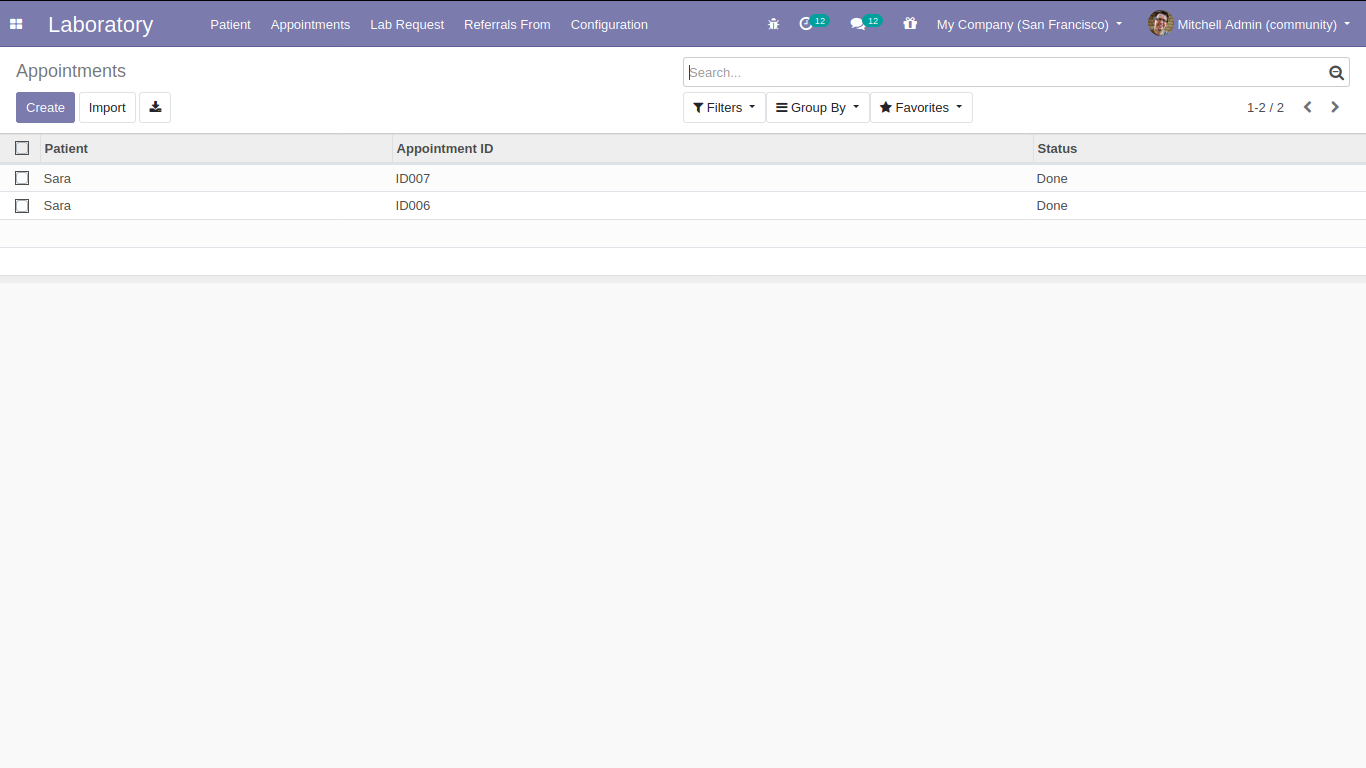 Laboratory Patient Appointments Lab Request Referrals From Configuration 12 12 My Company (San Francisco) Mitchell Admin (community)
Appointments
Search...
Create Import Filters Group By Favorites 1-2 / 2
Patient Appointment ID Status
Sara ID007 Done
Sara ID006 Done